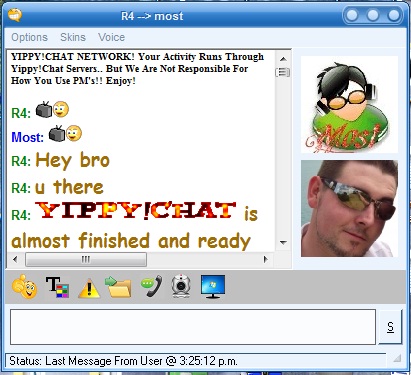 R4 --> most
Options Skins Voice
YIPPY!CHAT NETWORK! Your Activity Runs Through
Yippy!Chat Servers.. But We Are Not Responsible For
How You Use PM's!! Enjoy!
R4:
Most:
R4: Hey bro
R4: u there
R4: YIPPY!CHAT is
almost finished and ready
Most
S
Status: Last Message From User @ 3:25:12 p.m.